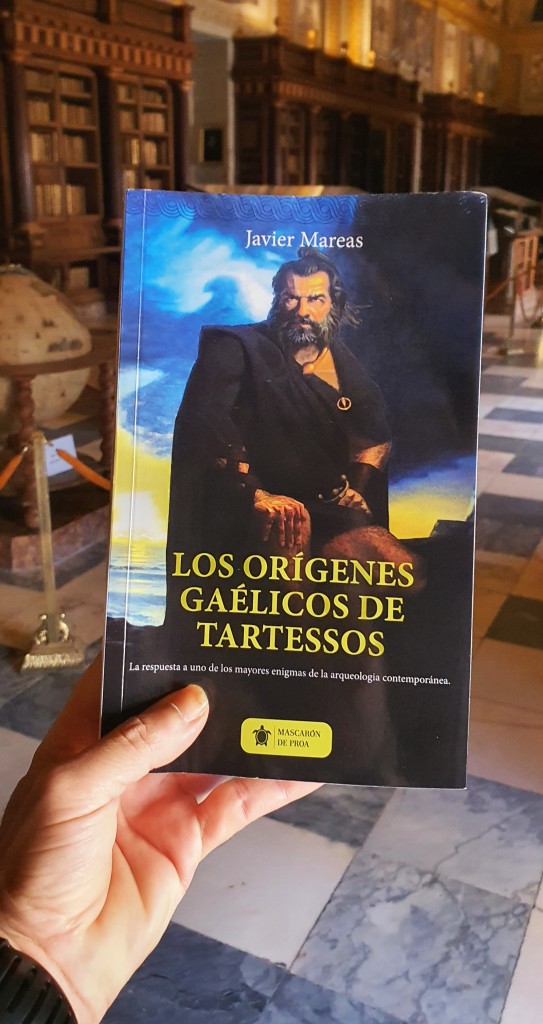 Javier Mareas
LOS ORÍGENES
GAÉLICOS DE
TARTESSOS
La respuesta a uno de los mayores enigmas de la arqueología contemporánea.
MASCARÓN
DE PROA